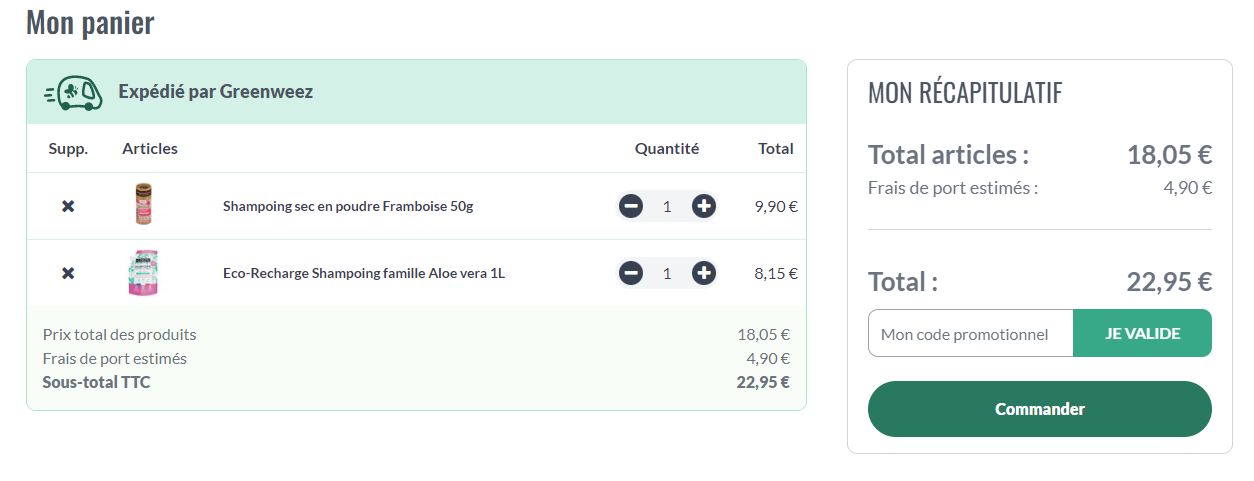 Mon panier
Expédié par Greenweez
Supp. Articles Quantité Total
Shampoing sec en poudre Framboise 50g 1 9,90 €
Eco-Recharge Shampoing famille Aloe vera 1L 1 8,15 €
Prix total des produits 18,05 €
Frais de port estimés 4,90 €
Sous-total TTC 22,95 €
MON RÉCAPITULATIF
Total articles : 18,05 €
Frais de port estimés : 4,90 €
Total : 22,95 €
Mon code promotionnel JE VALIDE
Commander